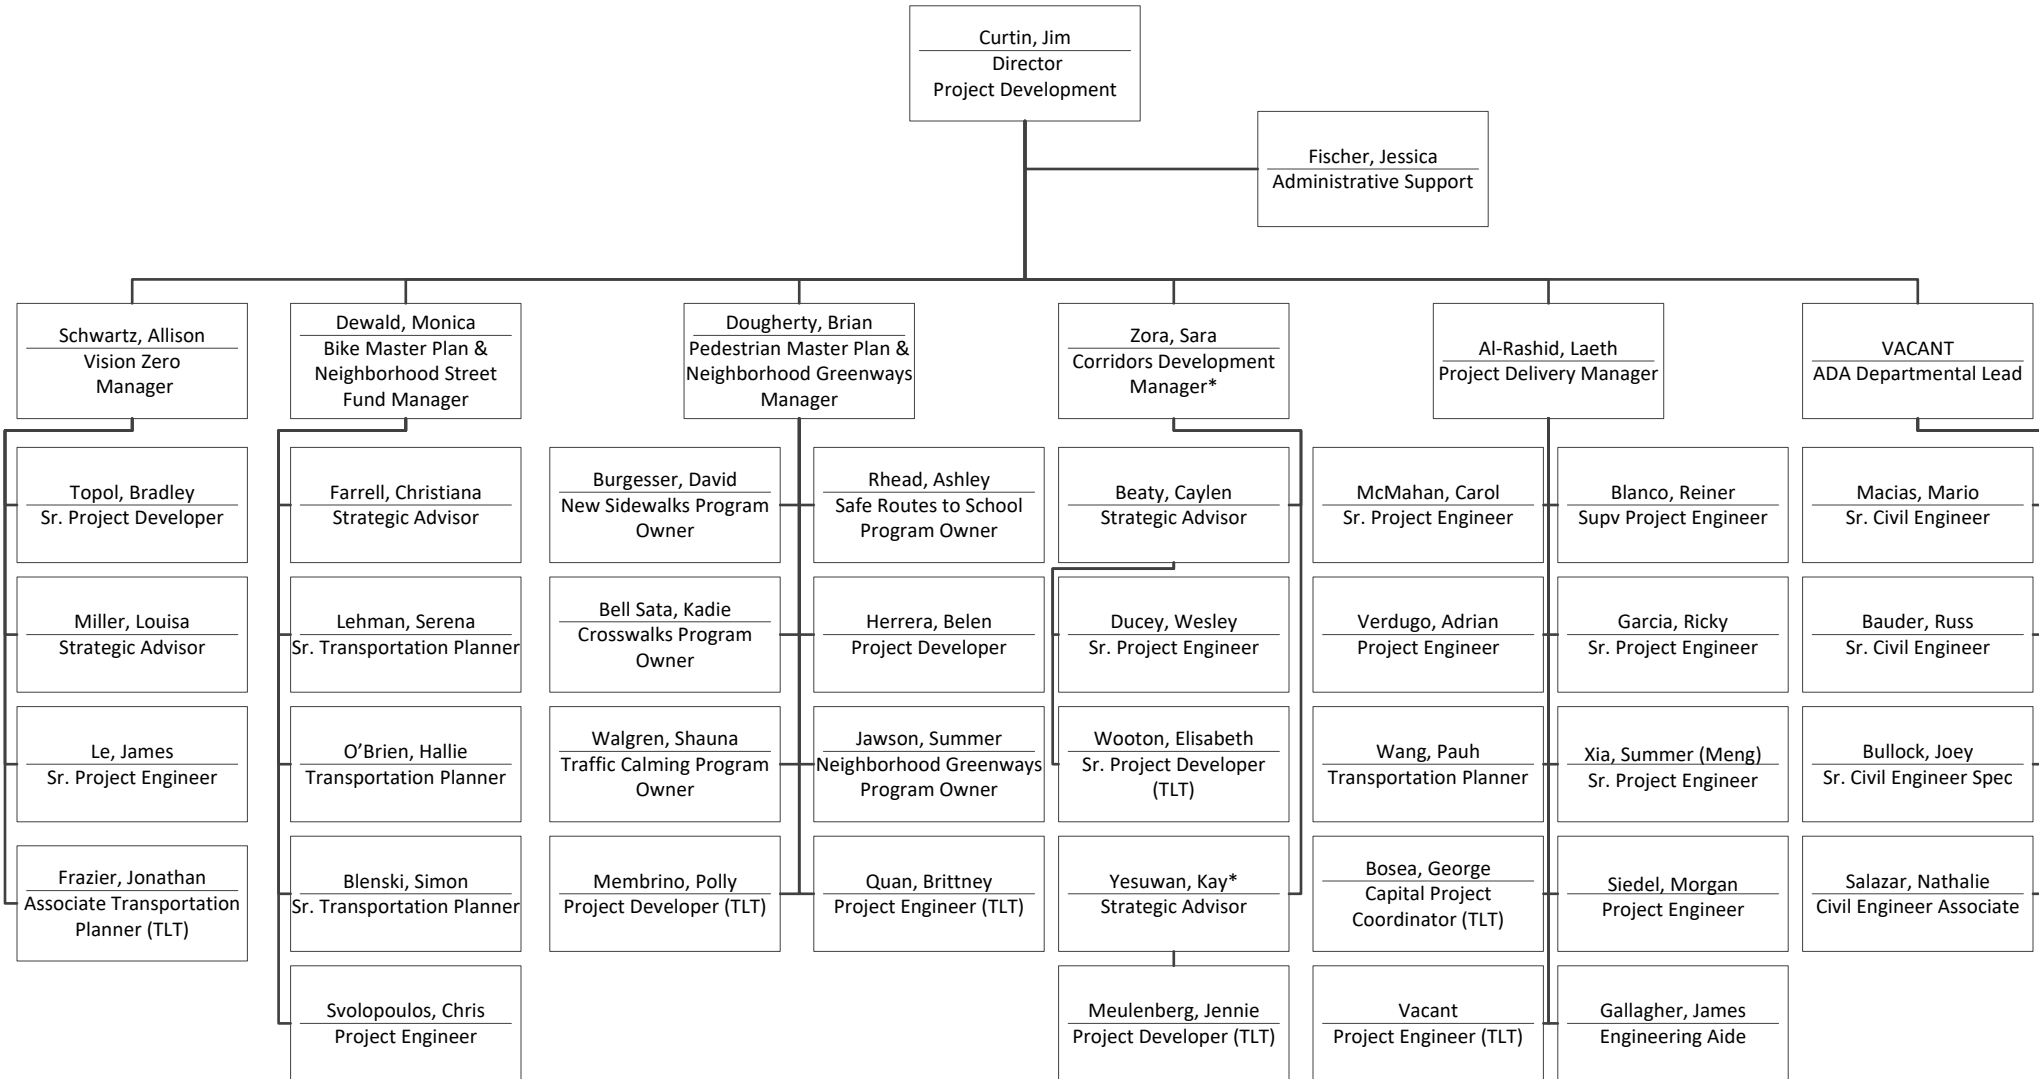 Curtin, Jim
Director
Project Development
Fischer, Jessica
Administrative Support
Schwartz, Allison
Vision Zero
Manager
Dewald, Monica
Bike Master Plan &
Neighborhood Street
Fund Manager
Dougherty, Brian
Pedestrian Master Plan &
Neighborhood Greenways
Manager
Zora, Sara
Corridors Development
Manager*
Al-Rashid, Laeth
Project Delivery Manager
VACANT
ADA Departmental Lead
Topol, Bradley
Sr. Project Developer
Farrell, Christiana
Strategic Advisor
Burgesser, David
New Sidewalks Program
Owner
Rhead, Ashley
Safe Routes to School
Program Owner
Beaty, Caylen
Strategic Advisor
McMahan, Carol
Sr. Project Engineer
Blanco, Reiner
Supv Project Engineer
Macias, Mario
Sr. Civil Engineer
Miller, Louisa
Strategic Advisor
Lehman, Serena
Sr. Transportation Planner
Bell Sata, Kadie
Crosswalks Program
Owner
Herrera, Belen
Project Developer
Ducey, Wesley
Sr. Project Engineer
Verdugo, Adrian
Project Engineer
Garcia, Ricky
Sr. Project Engineer
Bauder, Russ
Sr. Civil Engineer
Le, James
Sr. Project Engineer
O’Brien, Hallie
Transportation Planner
Walgren, Shauna
Traffic Calming Program
Owner
Jawson, Summer
Neighborhood Greenways
Program Owner
Wooton, Elisabeth
Sr. Project Developer
(TLT)
Wang, Pauh
Transportation Planner
Xia, Summer (Meng)
Sr. Project Engineer
Bullock, Joey
Sr. Civil Engineer Spec
Frazier, Jonathan
Associate Transportation
Planner (TLT)
Blenski, Simon
Sr. Transportation Planner
Membrino, Polly
Project Developer (TLT)
Quan, Brittney
Project Engineer (TLT)
Yesuwan, Kay*
Strategic Advisor
Bosea, George
Capital Project
Coordinator (TLT)
Siedel, Morgan
Project Engineer
Salazar, Nathalie
Civil Engineer Associate
Svolopoulos, Chris
Project Engineer
Meulenberg, Jennie
Project Developer (TLT)
Vacant
Project Engineer (TLT)
Gallagher, James
Engineering Aide